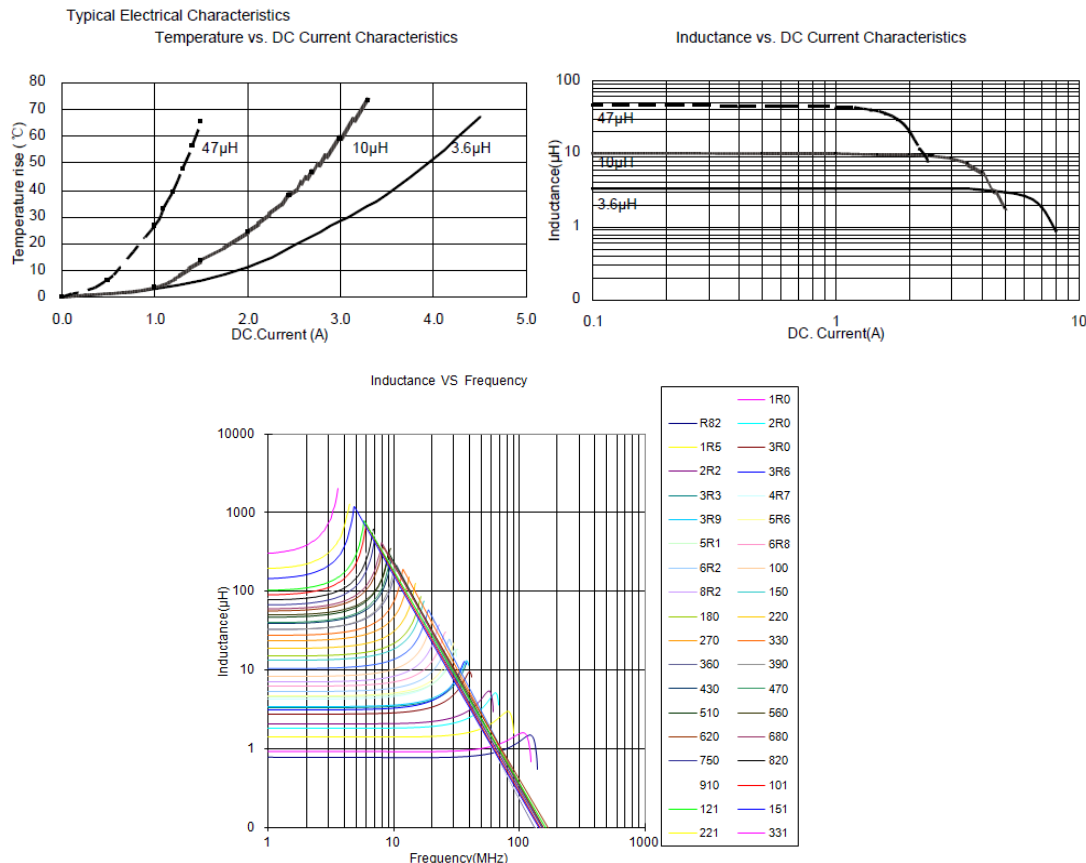 Typical Electrical Characteristics
Temperature vs. DC Current Characteristics
Temperature rise (℃)
80
70
60
50
40
30
20
10
0
47µH
10µH
3.6µH
0.0
1.0
2.0
3.0
4.0
5.0
DC.Current (A)
Inductance vs. DC Current Characteristics
Inductance(µH)
100
10
1
0
47µH
10µH
3.6µH
0.1
1
10
DC. Current(A)
Inductance VS Frequency
Inductance(µH)
10000
1000
100
10
1
0
1
10
100
1000
Frequency(MHz)
1R0
R82 2R0
1R5 3R0
2R2 3R6
3R3 4R7
3R9 5R6
5R1 6R8
6R2 100
8R2 150
180 220
270 330
360 390
430 470
510 560
620 680
750 820
910 101
121 151
221 331